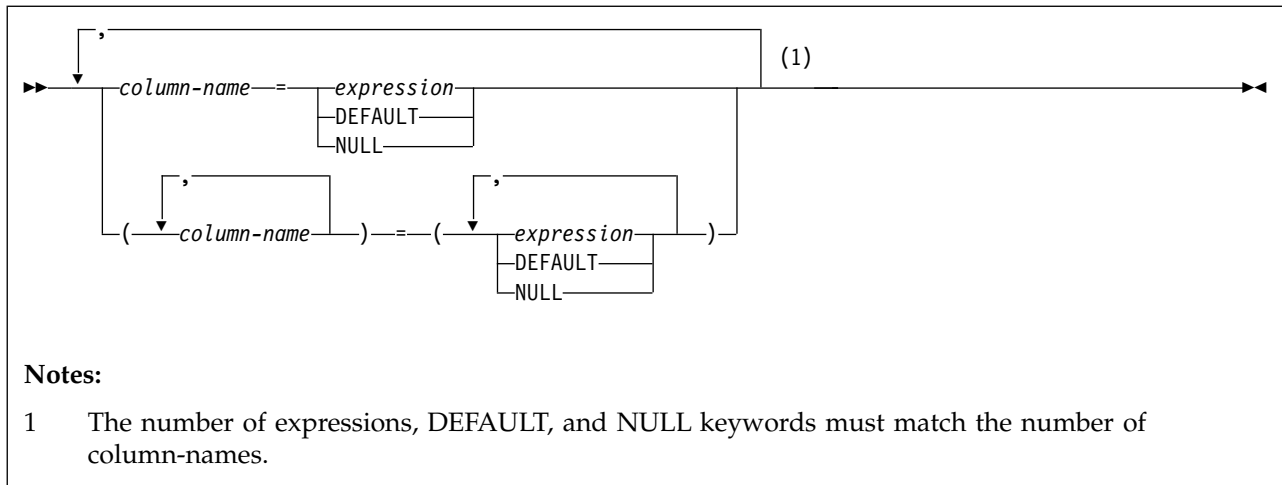 ,
(1)
column-name = expression
DEFAULT
NULL
, ,
( column-name ) = ( expression )
DEFAULT
NULL
Notes:
1 The number of expressions, DEFAULT, and NULL keywords must match the number of
column-names.